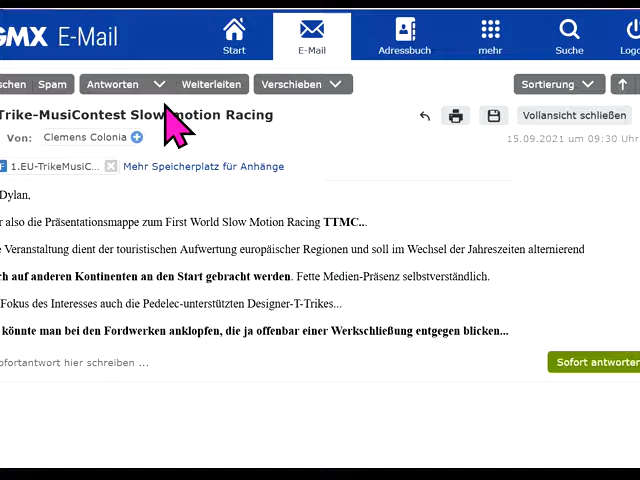 GMX E-Mail
Start E-Mail Adressbuch mehr Suche Logo
schen Spam Antworten Weiterleiten Verschieben Sortierung
Trike-MusiContest Slow motion Racing
Vollansicht schließen
Von: Clemens Colonia
15.09.2021 um 09:30 Uhr
1.EU-TrikeMusiC... Mehr Speicherplatz für Anhänge
Dylan,
r also die Präsentationsmappe zum First World Slow Motion Racing TTMC...
e Veranstaltung dient der touristischen Aufwertung europäischer Regionen und soll im Wechsel der Jahreszeiten alternierend
ch auf anderen Kontinenten an den Start gebracht werden. Fette Medien-Präsenz selbstverständlich.
Fokus des Interesses auch die Pedelec-unterstützten Designer-T-Trikes...
könnte man bei den Fordwerken anklopfen, die ja offenbar einer Werkschließung entgegen blicken...
ofortantwort hier schreiben ...
Sofort antworten